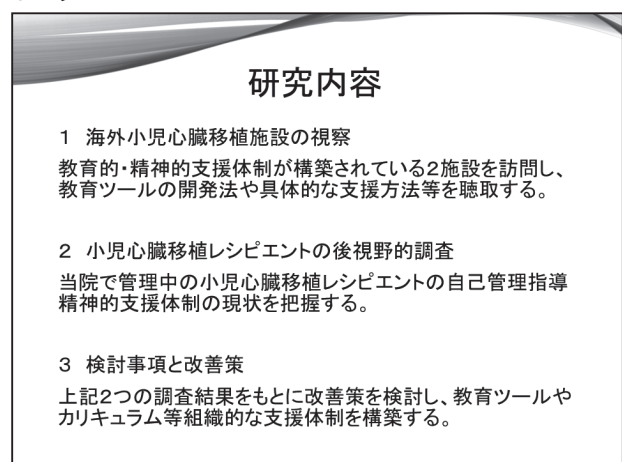 研究内容
1 海外小児心臓移植施設の視察
教育的・精神的支援体制が構築されている2施設を訪問し、
教育ツールの開発法や具体的な支援方法等を聴取する。
2 小児心臓移植レシピエントの後視野的調査
当院で管理中の小児心臓移植レシピエントの自己管理指導
精神的支援体制の現状を把握する。
3 検討事項と改善策
上記2つの調査結果をもとに改善策を検討し、教育ツールや
カリキュラム等組織的な支援体制を構築する。